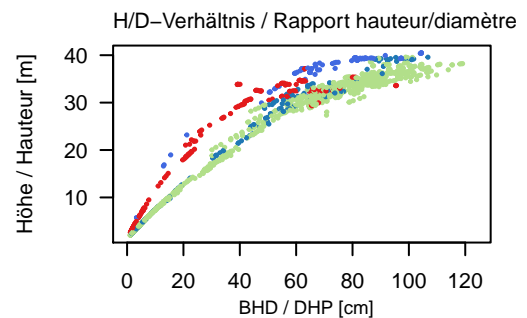 H/D−Verhältnis / Rapport hauteur/diamètre
Höhe / Hauteur [m]
40
30
20
10
0 20 40 60 80 100 120
BHD / DHP [cm]